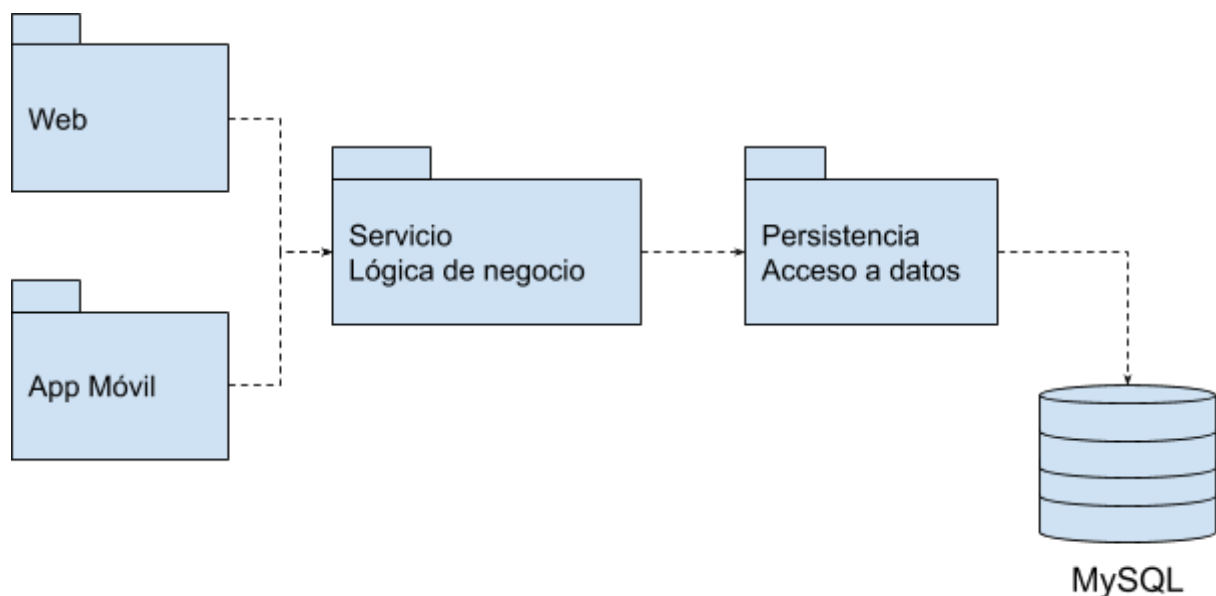 Web
App Móvil
Servicio
Lógica de negocio
Persistencia
Acceso a datos
MySQL